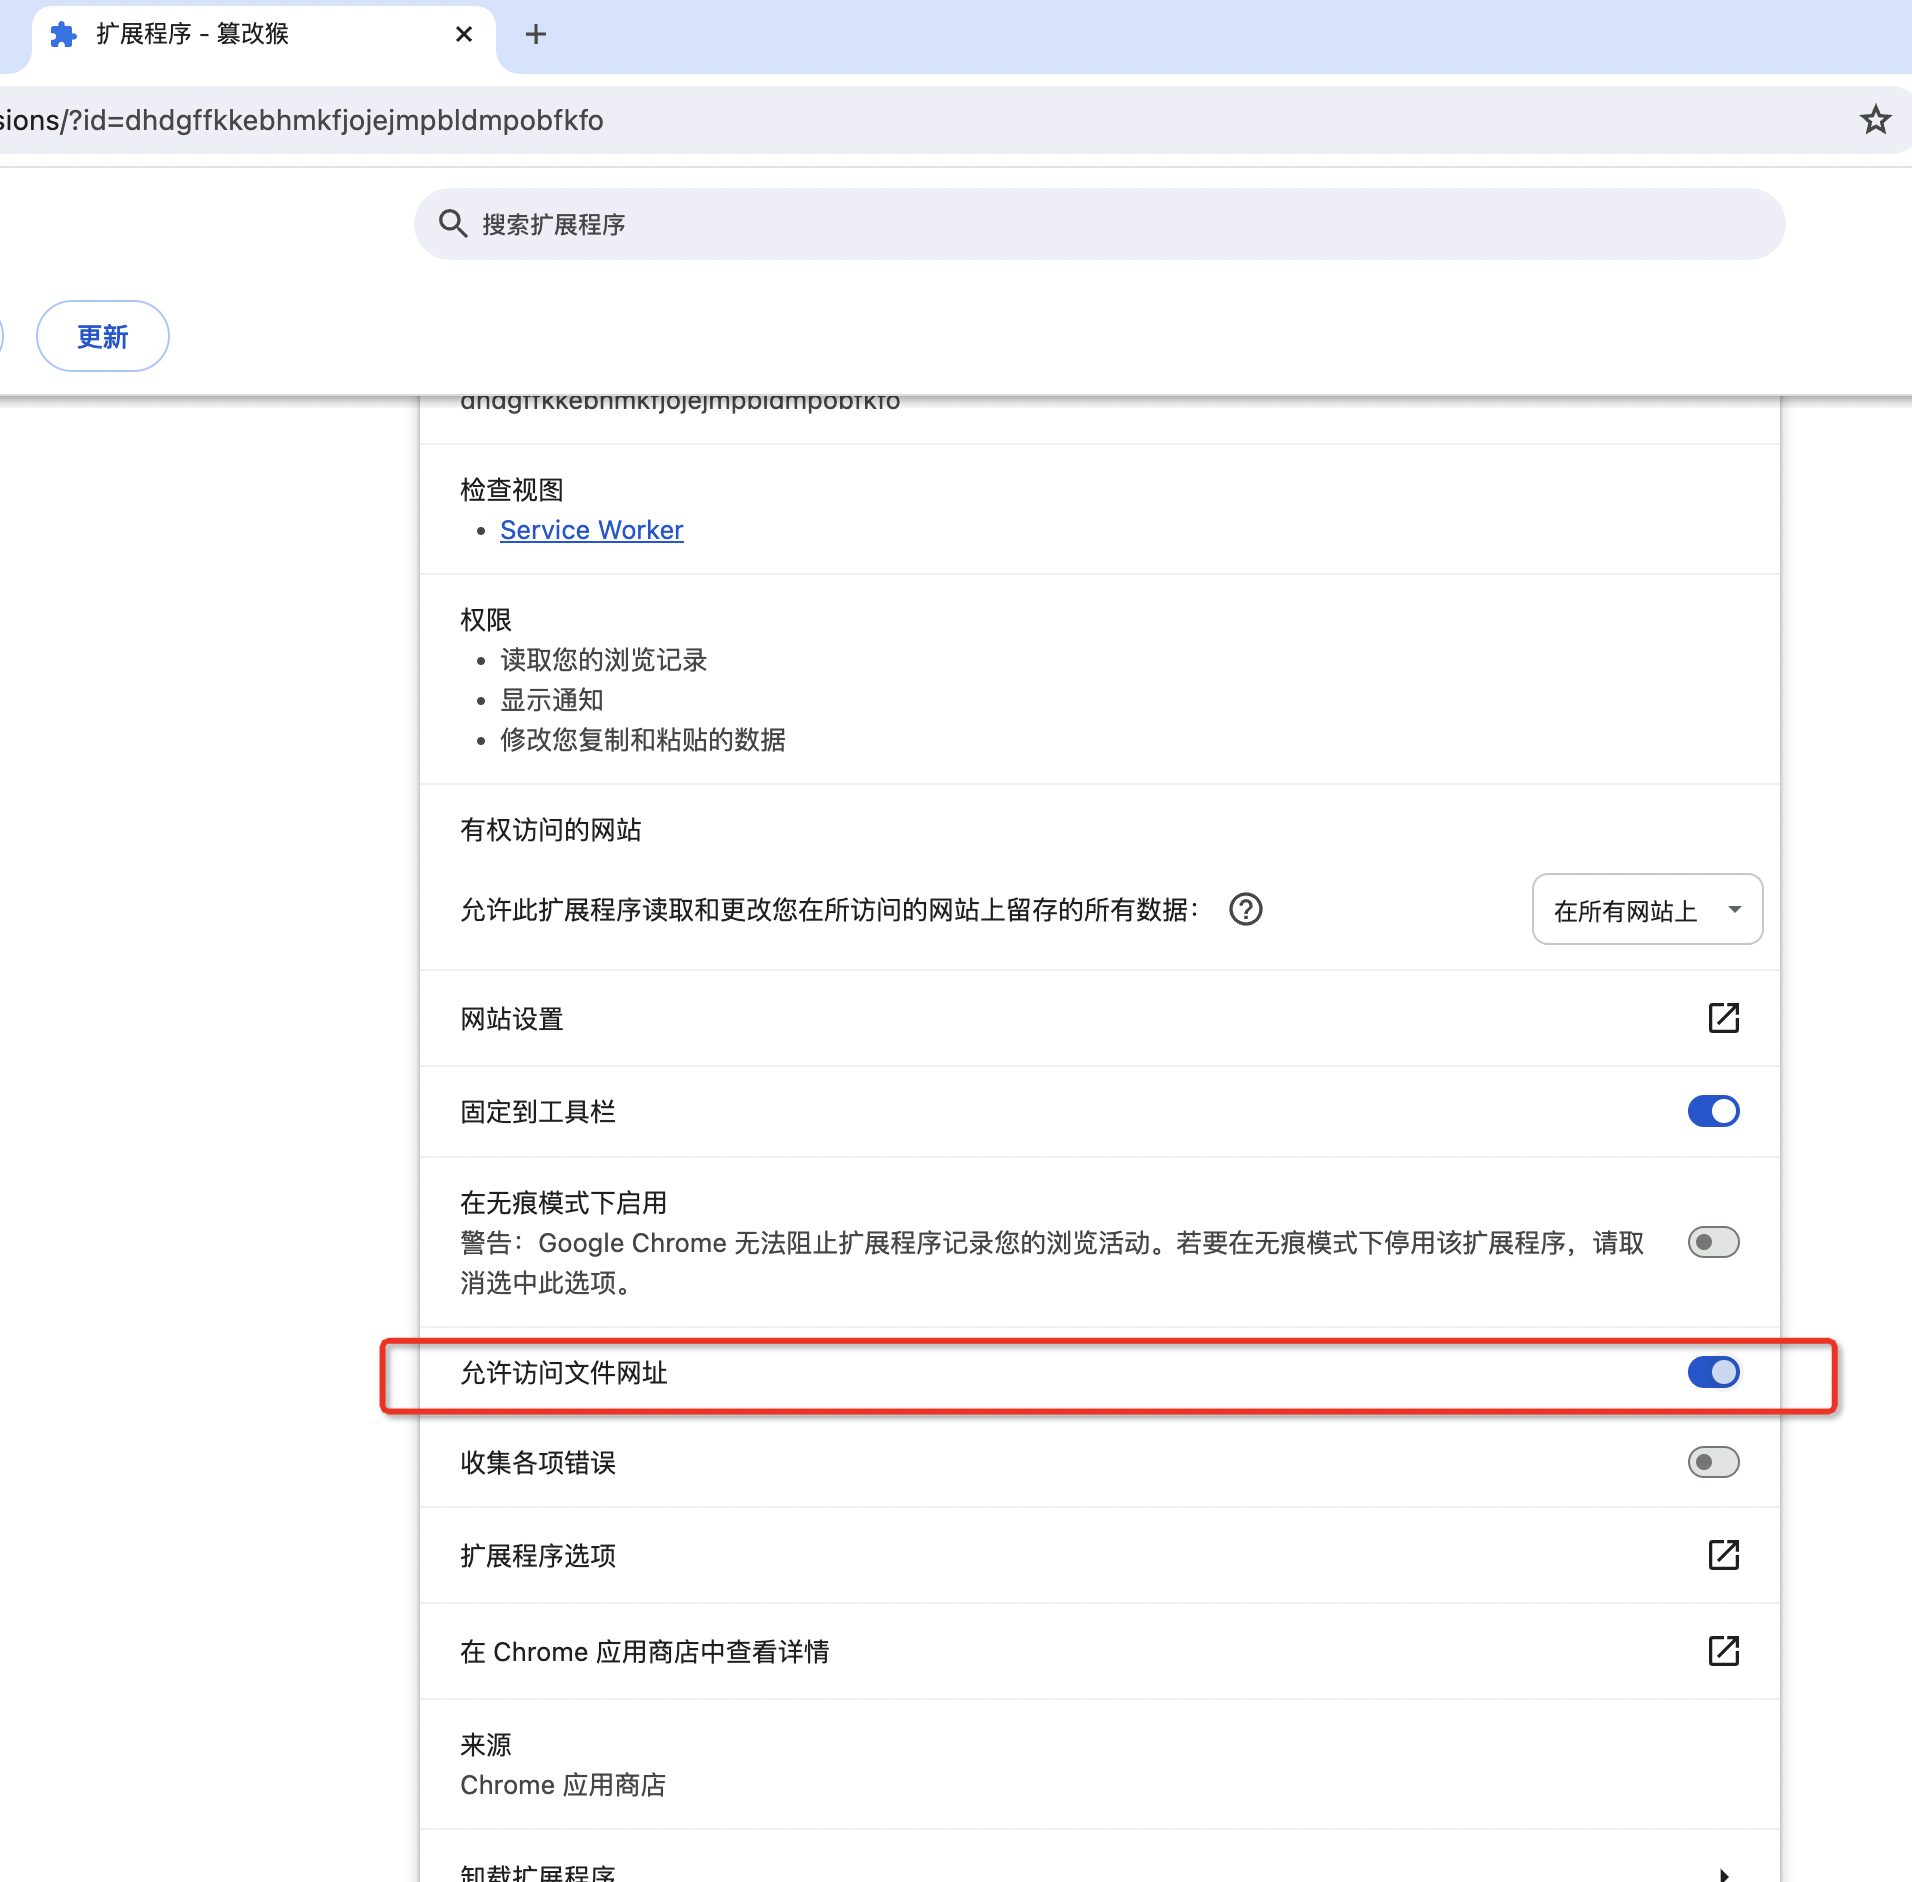 扩展程序 - 篡改猴
sions/?id=dhdgffkkebhmkfjojejmpbldmpobfkfo
搜索扩展程序
更新
dhdgffkkebhmkfjojejmpbldmpobfkfo
检查视图
• Service Worker
权限
• 读取您的浏览记录
• 显示通知
• 修改您复制和粘贴的数据
有权访问的网站
允许此扩展程序读取和更改您在所访问的网站上留存的所有数据：
在所有网站上
网站设置
固定到工具栏
在无痕模式下启用
警告：Google Chrome 无法阻止扩展程序记录您的浏览活动。若要在无痕模式下停用该扩展程序，请取
消选中此选项。
允许访问文件网址
收集各项错误
扩展程序选项
在 Chrome 应用商店中查看详情
来源
Chrome 应用商店
卸载扩展程序